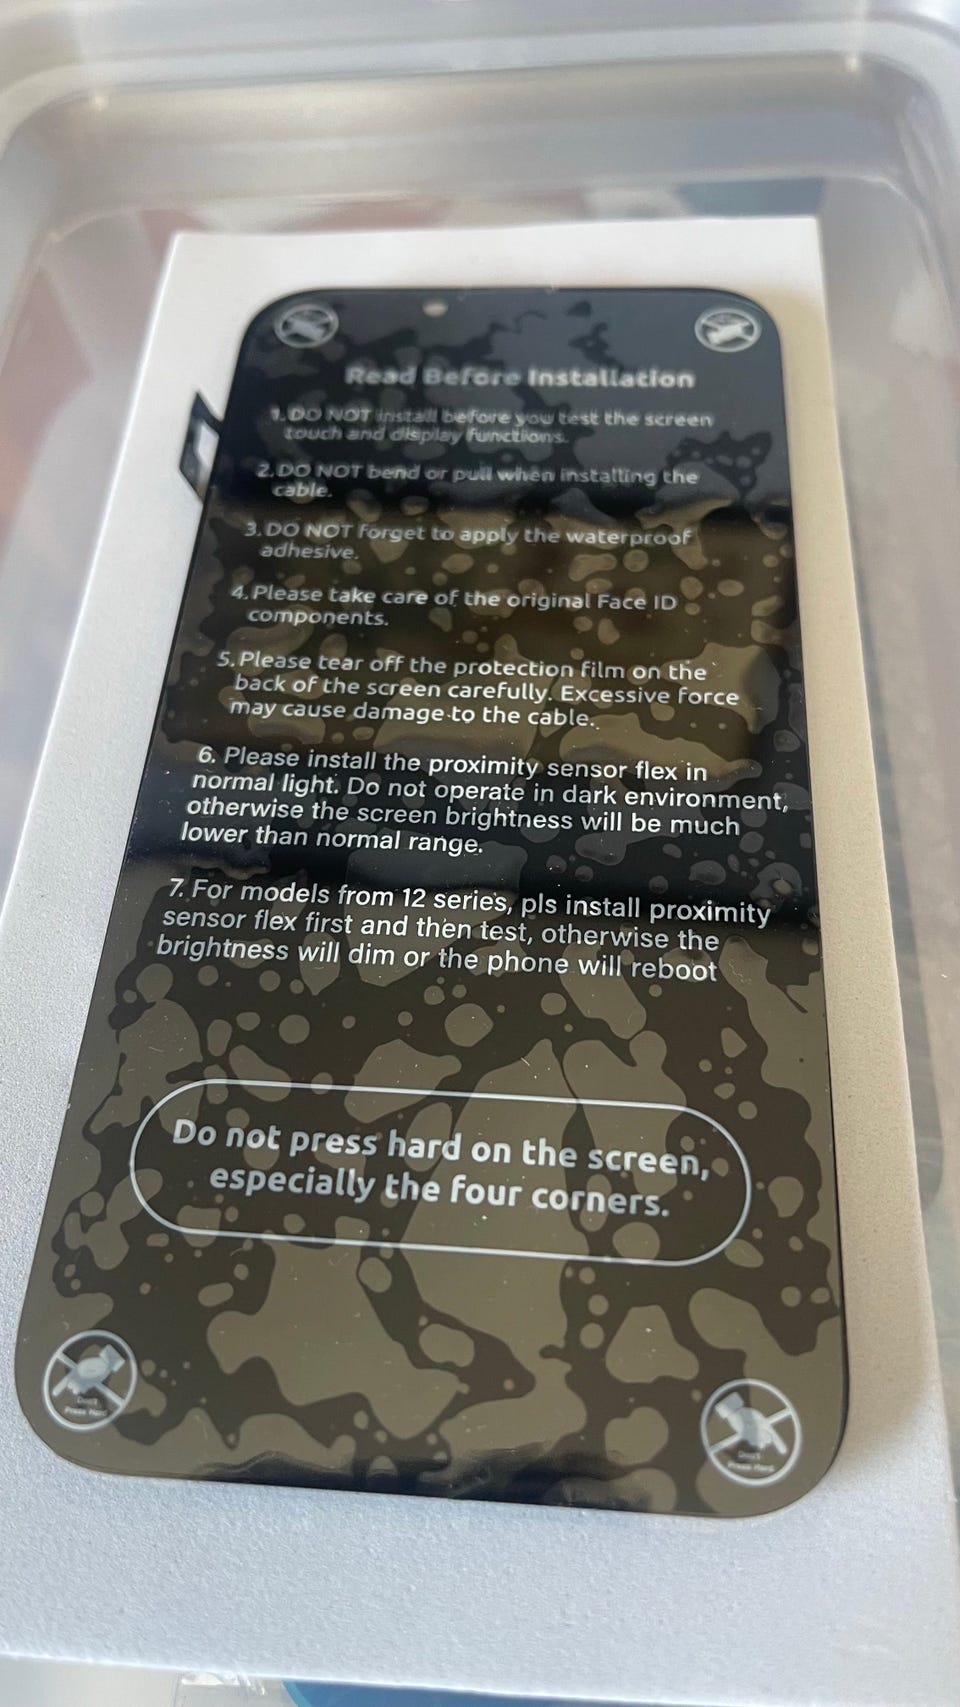 Read Before Installation
1.DO NOT install before you test the screen
touch and display functions.
2.DO NOT bend or pull when installing the
cable.
3.DO NOT forget to apply the waterproof
adhesive.
4.Please take care of the original Face ID
components.
5.Please tear off the protection film on the
back of the screen carefully. Excessive force
may cause damage to the cable.
6. Please install the proximity sensor flex in
normal light. Do not operate in dark environment,
otherwise the screen brightness will be much
lower than normal range.
7. For models from 12 series, pls install proximity
sensor flex first and then test, otherwise the
brightness will dim or the phone will reboot
Do not press hard on the screen,
especially the four corners.
Don't
Press Hard
Don't
Press Hard